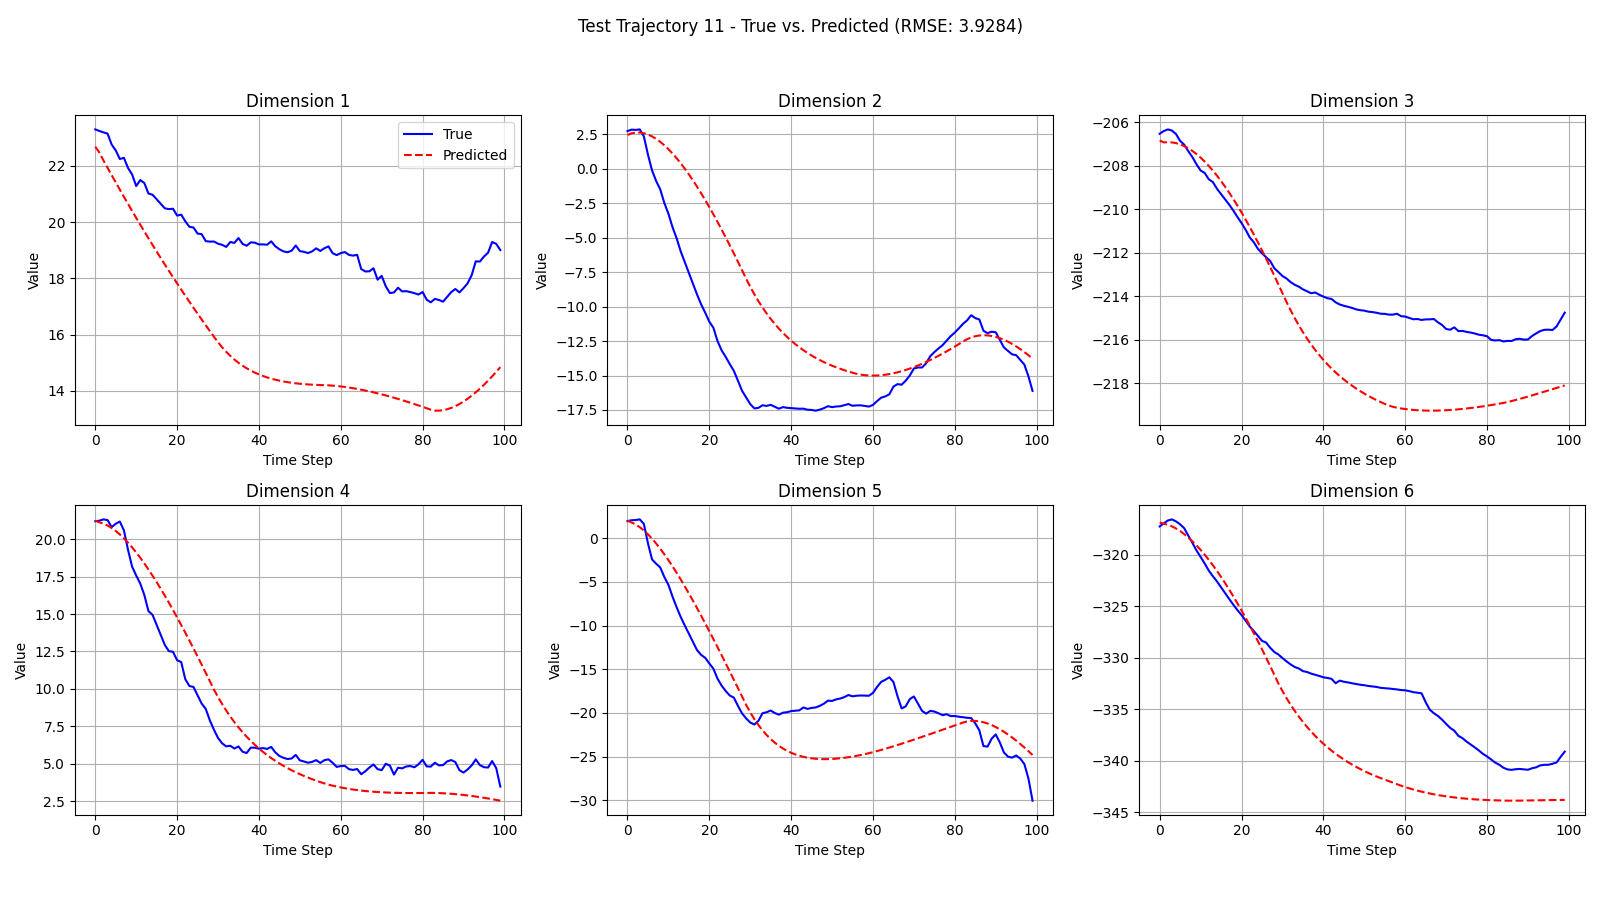 Test Trajectory 11 - True vs. Predicted (RMSE: 3.9284)
Dimension 1
Value
22
20
18
16
14
0 20 40 60 80 100
Time Step
True
Predicted
Dimension 2
Value
2.5
0.0
−2.5
−5.0
−7.5
−10.0
−12.5
−15.0
−17.5
0 20 40 60 80 100
Time Step
Dimension 3
Value
−206
−208
−210
−212
−214
−216
−218
0 20 40 60 80 100
Time Step
Dimension 4
Value
20.0
17.5
15.0
12.5
10.0
7.5
5.0
2.5
0 20 40 60 80 100
Time Step
Dimension 5
Value
0
−5
−10
−15
−20
−25
−30
0 20 40 60 80 100
Time Step
Dimension 6
Value
−320
−325
−330
−335
−340
−345
0 20 40 60 80 100
Time Step